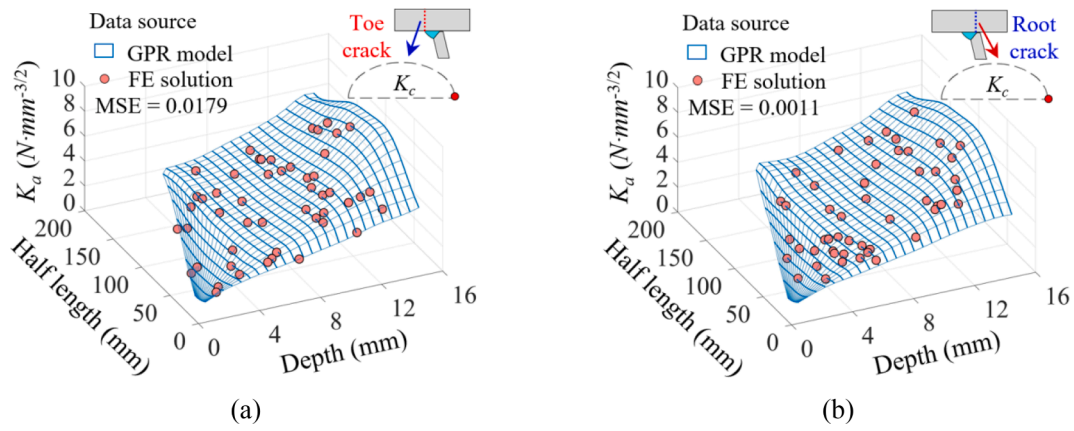 Data source
GPR model
FE solution
MSE = 0.0179
Toe
crack
K_c
K_a (N·mm^{-3/2})
10
8
6
4
2
0
200
150
100
50
0
Half length (mm)
0
4
8
12
16
Depth (mm)
(a)
Data source
GPR model
FE solution
MSE = 0.0011
Root
crack
K_c
K_a (N·mm^{-3/2})
10
8
6
4
2
0
200
150
100
50
0
Half length (mm)
0
4
8
12
16
Depth (mm)
(b)